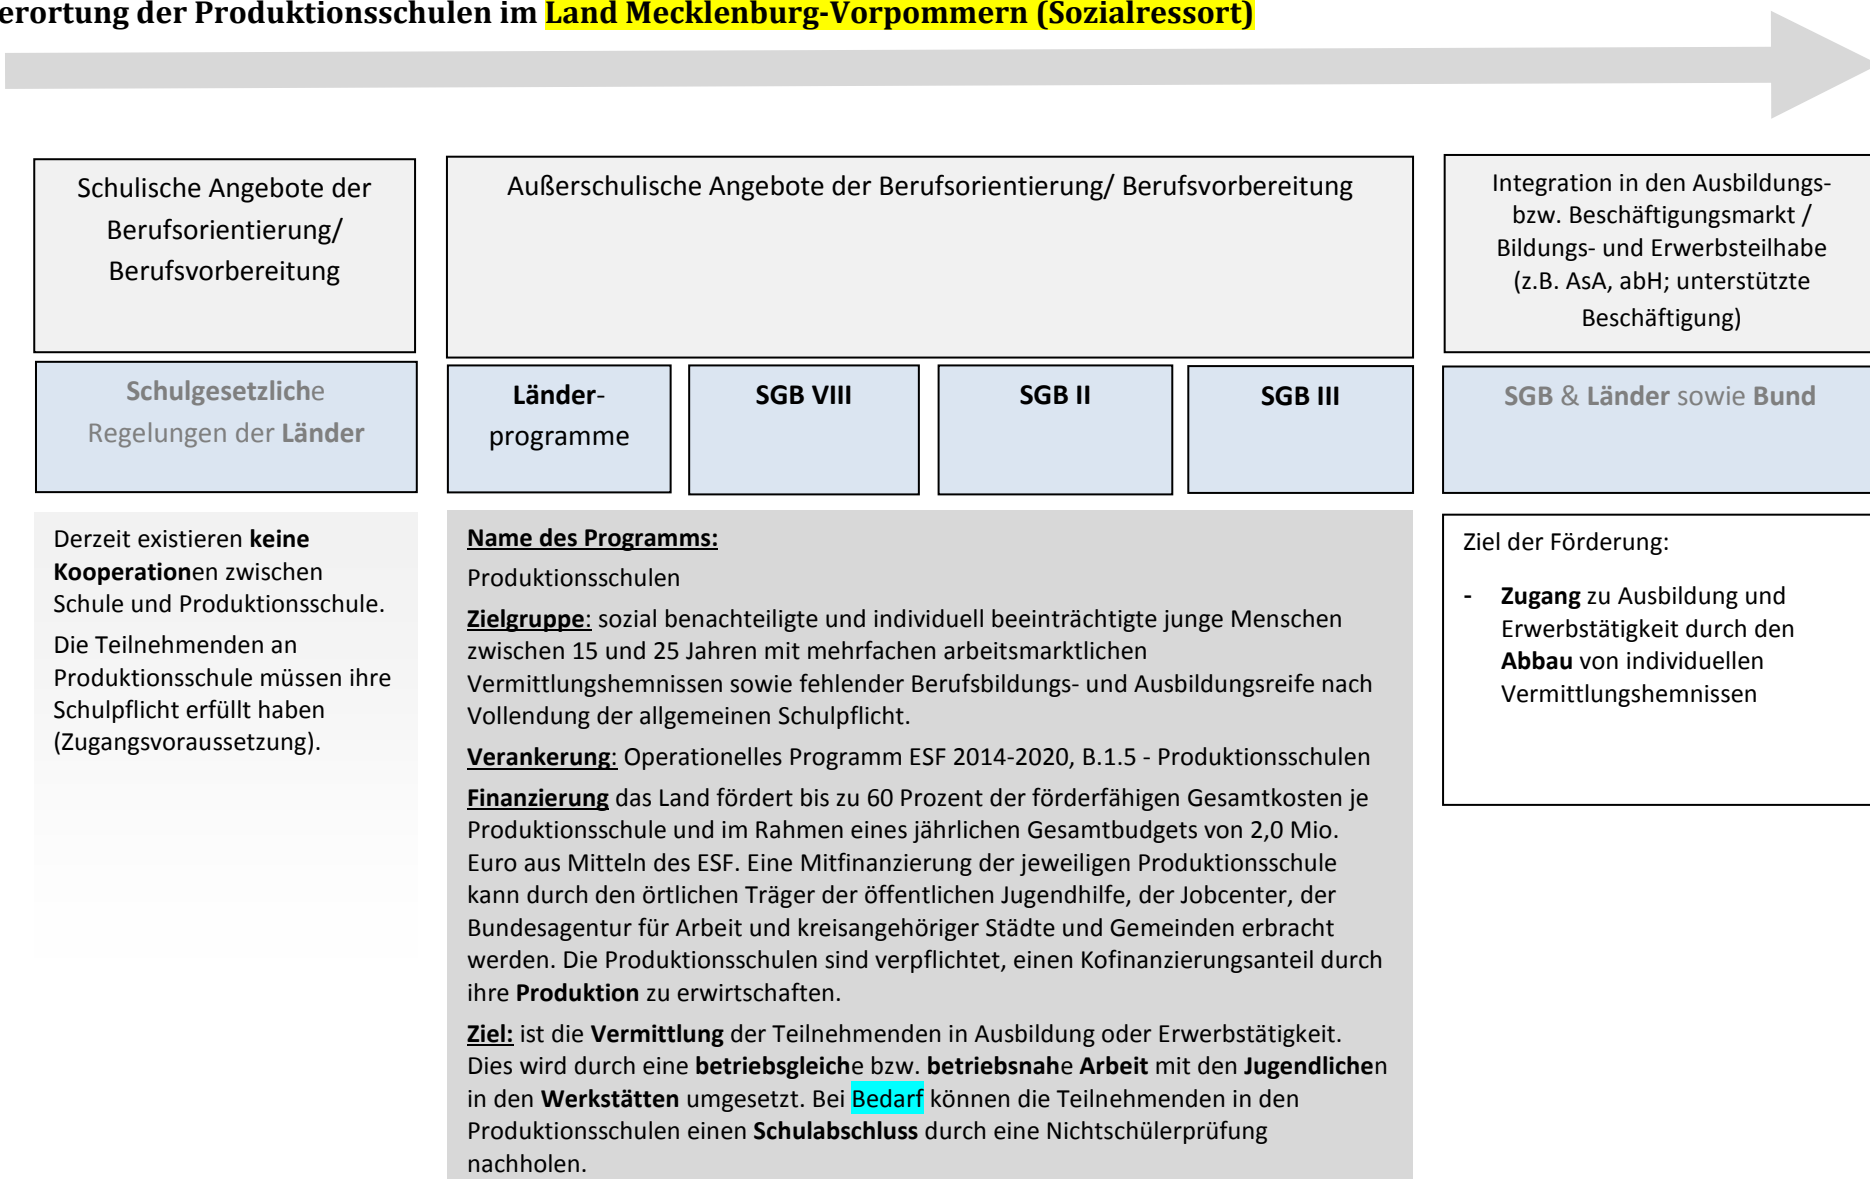 erortung der Produktionsschulen im Land Mecklenburg-Vorpommern (Sozialressort)
Schulische Angebote der
Berufsorientierung/
Berufsvorbereitung
Außerschulische Angebote der Berufsorientierung/ Berufsvorbereitung
Integration in den Ausbildungs-
bzw. Beschäftigungsmarkt /
Bildungs- und Erwerbsteilhabe
(z.B. AsA, abH; unterstützte
Beschäftigung)
Schulgesetzliche
Regelungen der Länder
Länder-
programme
SGB VIII
SGB II
SGB III
SGB & Länder sowie Bund
Derzeit existieren keine
Kooperationen zwischen
Schule und Produktionsschule.
Die Teilnehmenden an
Produktionsschule müssen ihre
Schulpflicht erfüllt haben
(Zugangsvoraussetzung).
Name des Programms:
Produktionsschulen
Zielgruppe: sozial benachteiligte und individuell beeinträchtigte junge Menschen
zwischen 15 und 25 Jahren mit mehrfachen arbeitsmarktlichen
Vermittlungshemnissen sowie fehlender Berufsbildungs- und Ausbildungsreife nach
Vollendung der allgemeinen Schulpflicht.
Verankerung: Operationelles Programm ESF 2014-2020, B.1.5 - Produktionsschulen
Finanzierung das Land fördert bis zu 60 Prozent der förderfähigen Gesamtkosten je
Produktionsschule und im Rahmen eines jährlichen Gesamtbudgets von 2,0 Mio.
Euro aus Mitteln des ESF. Eine Mitfinanzierung der jeweiligen Produktionsschule
kann durch den örtlichen Träger der öffentlichen Jugendhilfe, der Jobcenter, der
Bundesagentur für Arbeit und kreisangehöriger Städte und Gemeinden erbracht
werden. Die Produktionsschulen sind verpflichtet, einen Kofinanzierungsanteil durch
ihre Produktion zu erwirtschaften.
Ziel: ist die Vermittlung der Teilnehmenden in Ausbildung oder Erwerbstätigkeit.
Dies wird durch eine betriebsgleiche bzw. betriebsnahe Arbeit mit den Jugendlichen
in den Werkstätten umgesetzt. Bei Bedarf können die Teilnehmenden in den
Produktionsschulen einen Schulabschluss durch eine Nichtschülerprüfung
nachholen.
Ziel der Förderung:
- Zugang zu Ausbildung und
Erwerbstätigkeit durch den
Abbau von individuellen
Vermittlungshemnissen